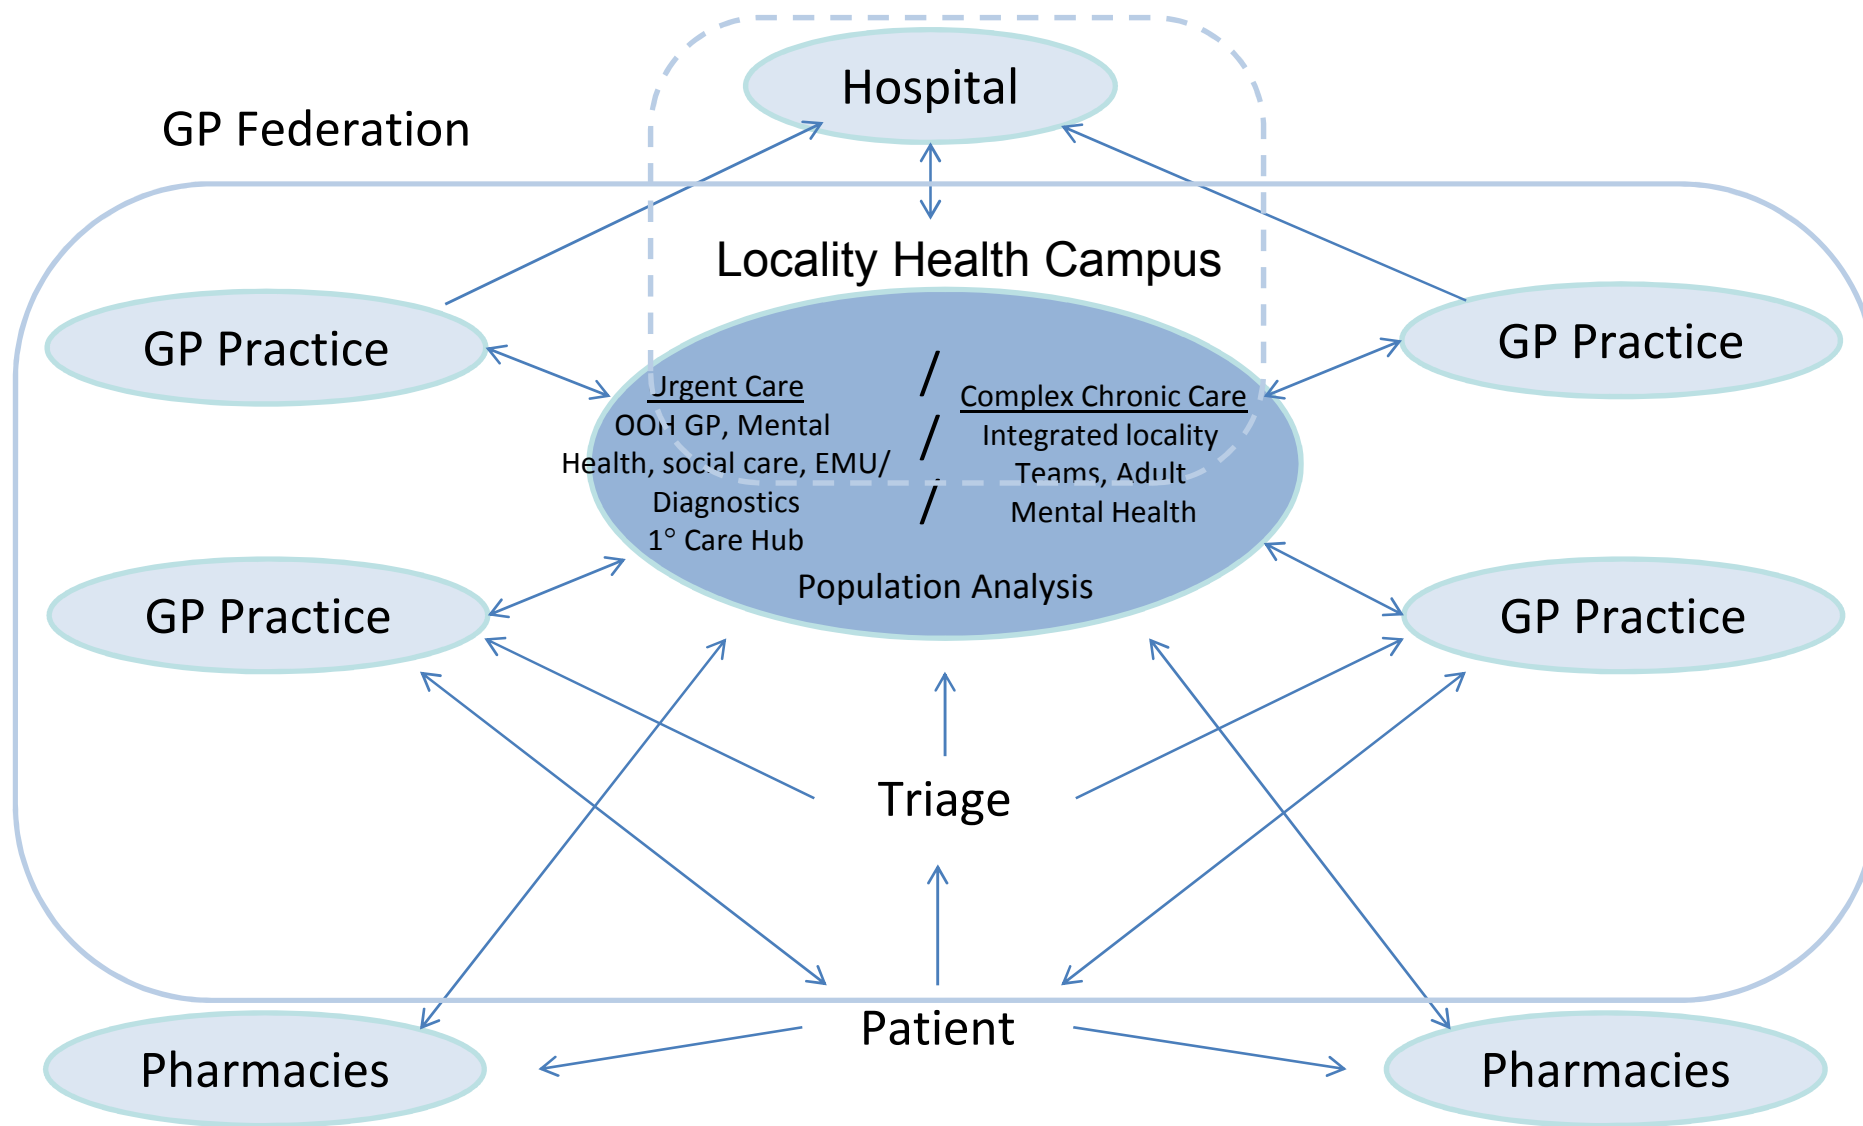 Hospital
GP Federation
Locality Health Campus
GP Practice
GP Practice
Urgent Care
OOH GP, Mental
Health, social care, EMU/
Diagnostics
1° Care Hub
/
/
/
Complex Chronic Care
Integrated locality
Teams, Adult
Mental Health
Population Analysis
GP Practice
GP Practice
Triage
Patient
Pharmacies
Pharmacies